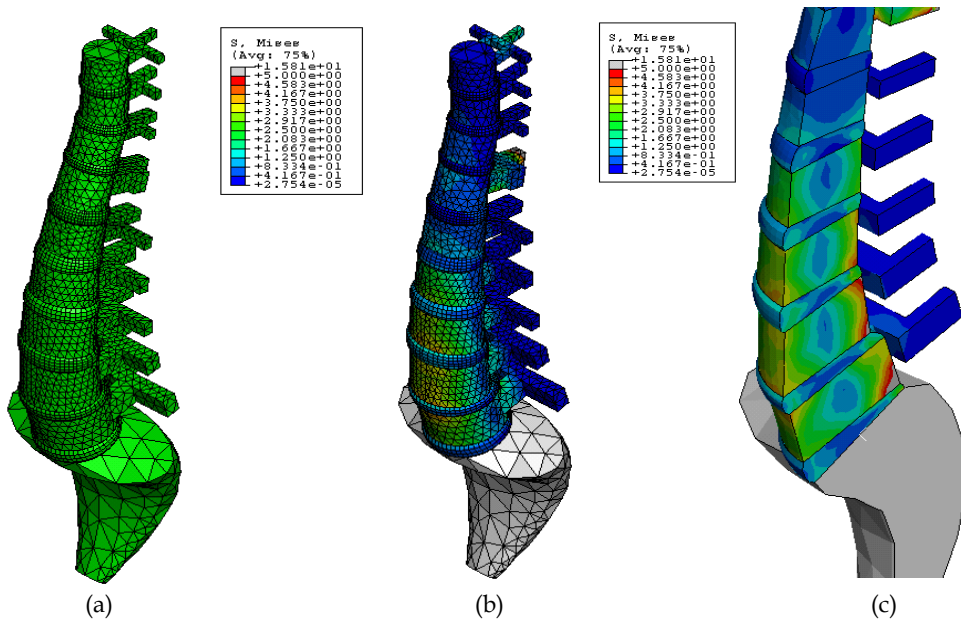 S, Mises
(Avg: 75%)
+1.581e+01
+5.000e+00
+4.583e+00
+4.167e+00
+3.750e+00
+3.333e+00
+2.917e+00
+2.500e+00
+2.083e+00
+1.667e+00
+1.250e+00
+8.334e-01
+4.167e-01
+2.754e-05
S, Mises
(Avg: 75%)
+1.581e+01
+5.000e+00
+4.583e+00
+4.167e+00
+3.750e+00
+3.333e+00
+2.917e+00
+2.500e+00
+2.083e+00
+1.667e+00
+1.250e+00
+8.334e-01
+4.167e-01
+2.754e-05
(a)
(b)
(c)